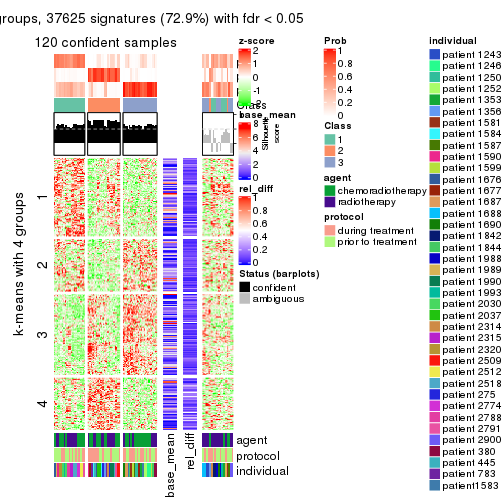 groups, 37625 signatures (72.9%) with fdr < 0.05
120 confident samples
k-means with 4 groups
1
2
3
4
Class
Silhouette
score
agent
protocol
individual
base_mean
rel_diff
z-score
2
1
0
-1
base_mean
8
6
4
2
0
rel_diff
1
0.8
0.6
0.4
0.2
0
Status (barplots)
confident
ambiguous
Prob
1
0.8
0.6
0.4
0.2
0
Class
1
2
3
agent
chemoradiotherapy
radiotherapy
protocol
during treatment
prior to treatment
individual
patient 1243
patient 1246
patient 1250
patient 1252
patient 1353
patient 1356
patient 1581
patient 1584
patient 1587
patient 1590
patient 1599
patient 1676
patient 1677
patient 1687
patient 1688
patient 1690
patient 1842
patient 1844
patient 1988
patient 1989
patient 1990
patient 1993
patient 2030
patient 2037
patient 2314
patient 2315
patient 2320
patient 2509
patient 2512
patient 2518
patient 275
patient 2774
patient 2788
patient 2791
patient 2900
patient 380
patient 445
patient 783
patient1583